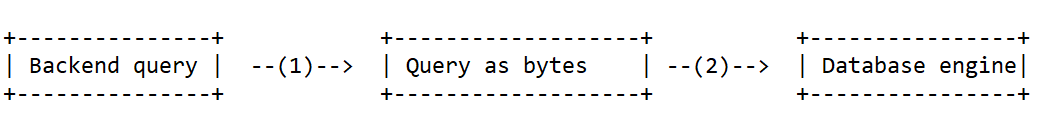 +---------------+            +-------------------+           +----------------+
| Backend query |  --(1)-->  | Query as bytes    | --(2)-->  | Database engine|
+---------------+            +-------------------+           +----------------+